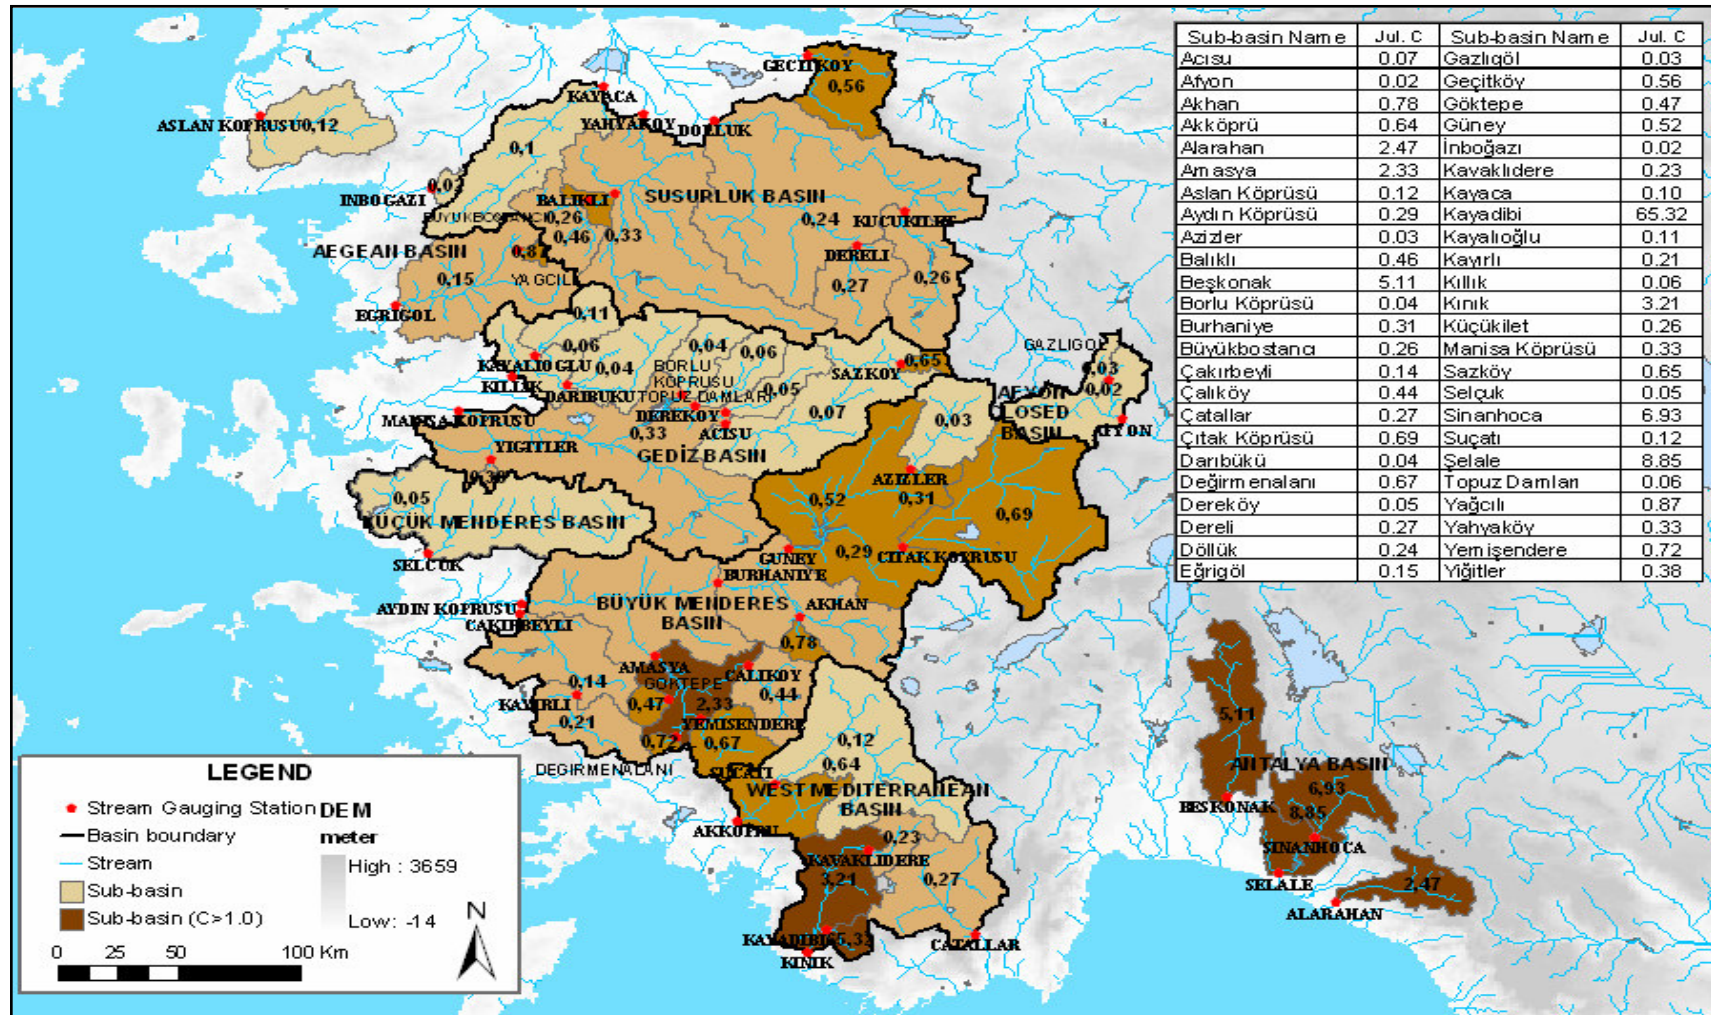 GECITKOY
0,56
KAYACA
ASLAN KOPRUSU 0,12
YAHYAKOY
DOLLUK
0,1
INBOGAZI
0,02
BALIKLI
SUSURLUK BASIN
BÜYÜKBOSTANCI
0,26
0,24
KUCUKILET
0,46
0,33
AEGEAN BASIN
0,87
DERELI
0,15
YAGCILI
0,27
0,26
EGRIGOL
0,11
0,06
0,04
0,06
GAZLIGOL
KAYALIOGLU
0,04
BORLU
KOPRUSU
SAZKOY
0,65
0,03
0,02
KILLIK
DARIBUKU
TOPUZ DAMLARI
0,05
AFYON
LOSED
BASIN
MANISA KOPRUSU
DEREKOY
0,07
0,03
AFYON
0,33
ACISU
YIGITLER
GEDİZ BASIN
0,38
AZIZLER
0,05
0,52
0,31
0,69
KÜÇÜK MENDERES BASIN
0,29
CITAK KOPRUSU
SELCUK
GUNEY
BURHANIYE
AYDIN KOPRUSU
BÜYÜK MENDERES
BASIN
AKHAN
CAKIRBEYLI
0,78
AMASYA
CALIKOY
0,14
GÖKTEPE
0,44
KAYIRLI
0,47
2,33
0,21
YEMISENDERE
0,72
0,67
0,12
DEGIRMENALANI
SUCATI
0,64
WEST MEDITERRANEAN
BASIN
AKKOPRU
0,23
KAVAKLIDERE
3,21
0,27
KAYADIBI
65,32
CATALLAR
KINIK
5,11
ANTALYA BASIN
6,93
BESKONAK
8,85
SINANHOCA
SELALE
2,47
ALARAHAN
Sub-basin Name Jul. C Sub-basin Name Jul. C
Acısu 0.07 Gazlıgöl 0.03
Afyon 0.02 Geçitköy 0.56
Akhan 0.78 Göktepe 0.47
Akköprü 0.64 Güney 0.52
Alarahan 2.47 İnboğazı 0.02
Amasya 2.33 Kavaklıdere 0.23
Aslan Köprüsü 0.12 Kayaca 0.10
Aydın Köprüsü 0.29 Kayadibi 65.32
Azizler 0.03 Kayalıoğlu 0.11
Balıklı 0.46 Kayırlı 0.21
Beşkonak 5.11 Kıllık 0.06
Borlu Köprüsü 0.04 Kınık 3.21
Burhaniye 0.31 Küçükilet 0.26
Büyükbostancı 0.26 Manisa Köprüsü 0.33
Çakırbeyli 0.14 Sazköy 0.65
Çalıköy 0.44 Selçuk 0.05
Çatallar 0.27 Sinanhoca 6.93
Çıtak Köprüsü 0.69 Suçatı 0.12
Darıbükü 0.04 Şelale 8.85
Değirmenalanı 0.67 Topuz Damları 0.06
Dereköy 0.05 Yağcılı 0.87
Dereli 0.27 Yahyaköy 0.33
Döllük 0.24 Yemişendere 0.72
Eğrigöl 0.15 Yiğitler 0.38
LEGEND
Stream Gauging Station
Basin boundary
Stream
Sub-basin
Sub-basin (C>1.0)
DEM
meter
High : 3659
Low: -14
N
0 25 50 100 Km